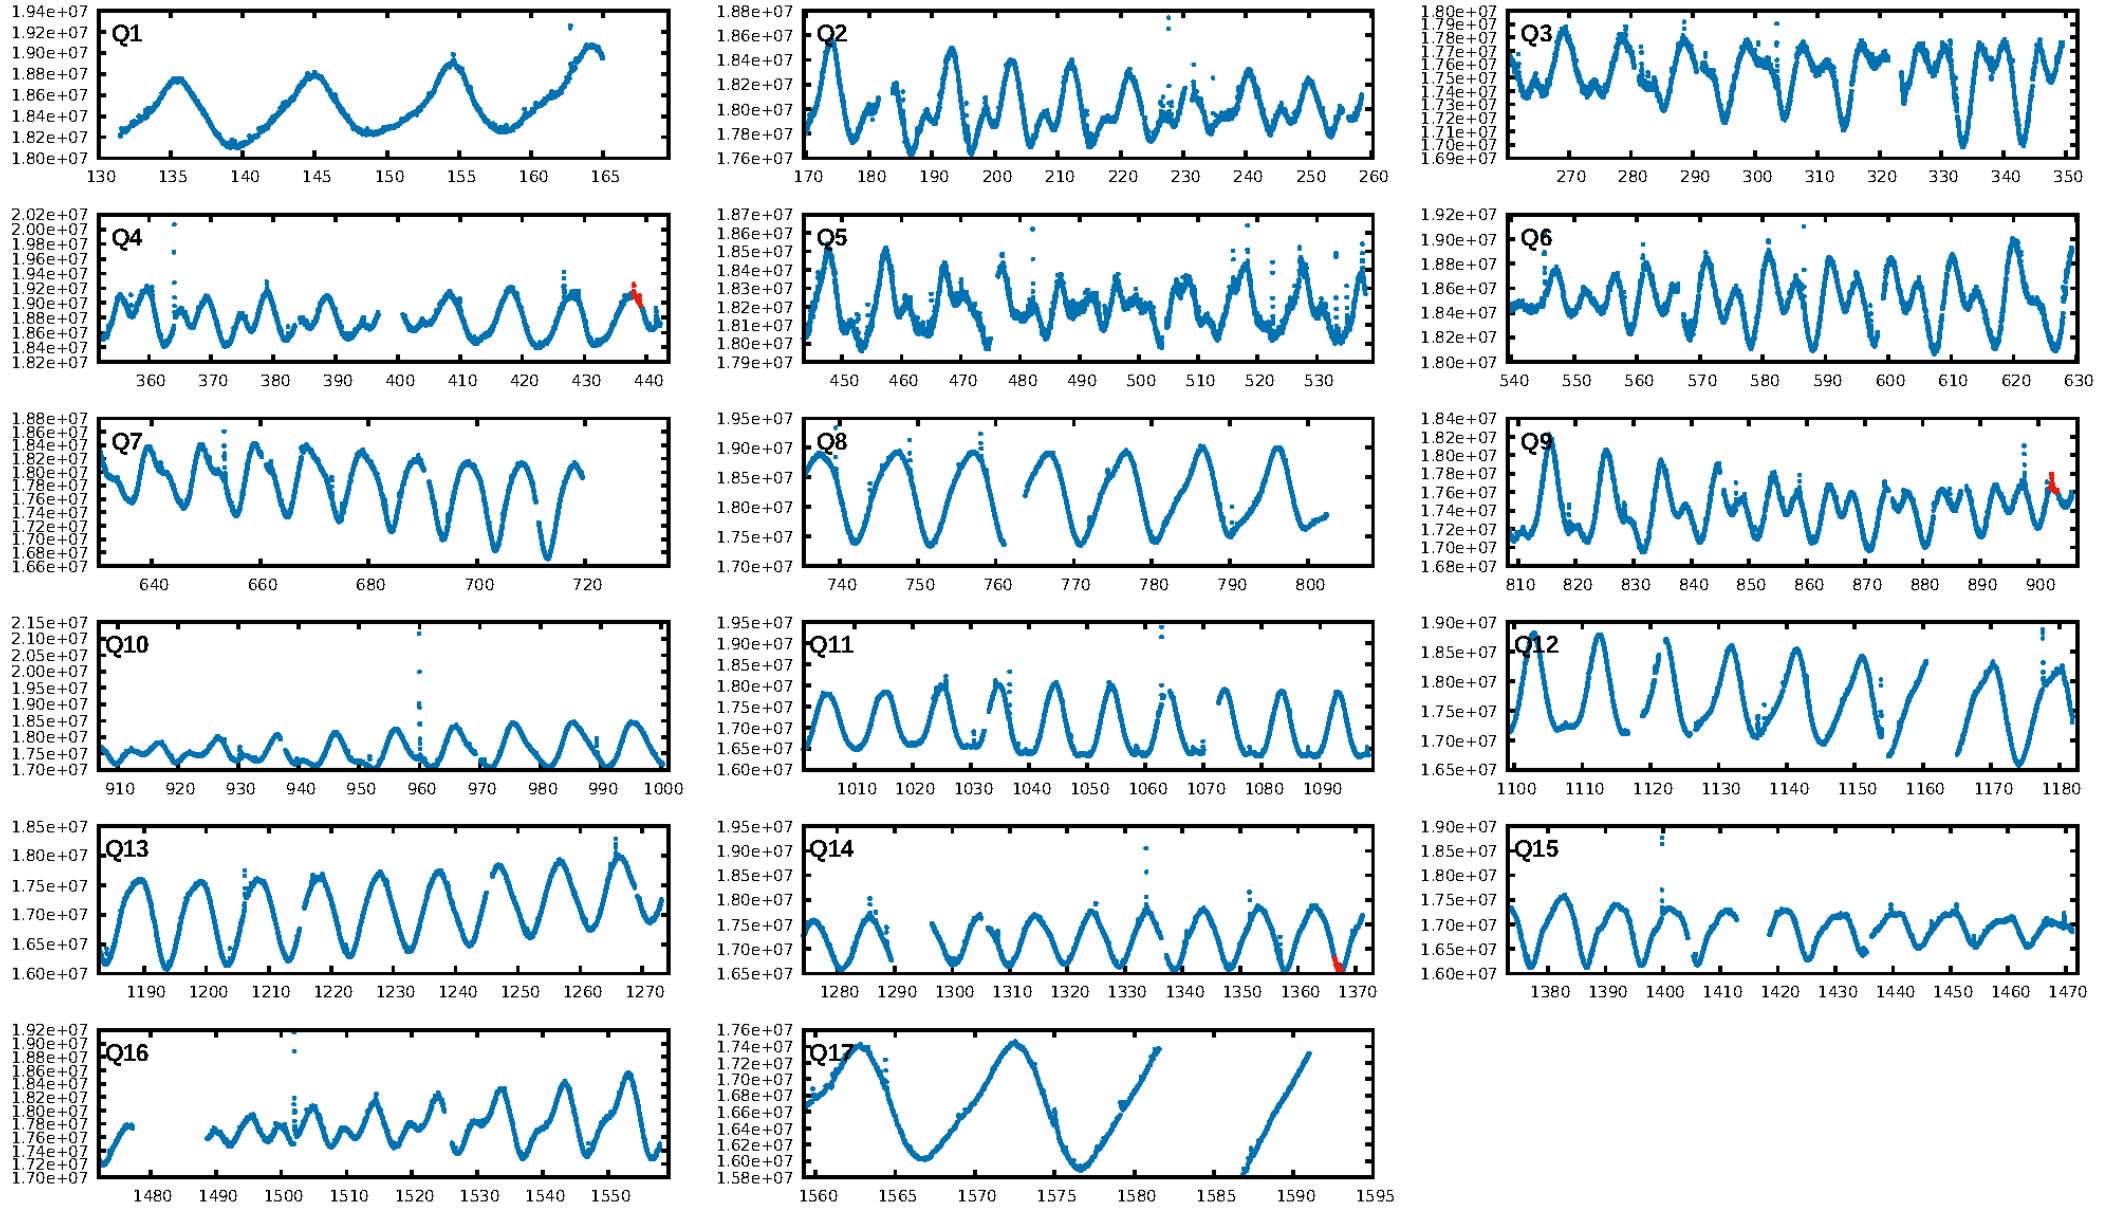 Q1
1.94e+07
1.92e+07
1.90e+07
1.88e+07
1.86e+07
1.84e+07
1.82e+07
1.80e+07
130 135 140 145 150 155 160 165
Q2
1.88e+07
1.86e+07
1.84e+07
1.82e+07
1.80e+07
1.78e+07
1.76e+07
170 180 190 200 210 220 230 240 250 260
Q3
1.80e+07
1.79e+07
1.78e+07
1.77e+07
1.76e+07
1.75e+07
1.74e+07
1.73e+07
1.72e+07
1.71e+07
1.70e+07
1.69e+07
270 280 290 300 310 320 330 340 350
Q4
2.02e+07
2.00e+07
1.98e+07
1.96e+07
1.94e+07
1.92e+07
1.90e+07
1.88e+07
1.86e+07
1.84e+07
1.82e+07
360 370 380 390 400 410 420 430 440
Q5
1.87e+07
1.86e+07
1.85e+07
1.84e+07
1.83e+07
1.82e+07
1.81e+07
1.80e+07
1.79e+07
450 460 470 480 490 500 510 520 530
Q6
1.92e+07
1.90e+07
1.88e+07
1.86e+07
1.84e+07
1.82e+07
1.80e+07
540 550 560 570 580 590 600 610 620 630
Q7
1.88e+07
1.86e+07
1.84e+07
1.82e+07
1.80e+07
1.78e+07
1.76e+07
1.74e+07
1.72e+07
1.70e+07
1.68e+07
1.66e+07
640 660 680 700 720
Q8
1.95e+07
1.90e+07
1.85e+07
1.80e+07
1.75e+07
1.70e+07
740 750 760 770 780 790 800
Q9
1.84e+07
1.82e+07
1.80e+07
1.78e+07
1.76e+07
1.74e+07
1.72e+07
1.70e+07
1.68e+07
810 820 830 840 850 860 870 880 890 900
Q10
2.15e+07
2.10e+07
2.05e+07
2.00e+07
1.95e+07
1.90e+07
1.85e+07
1.80e+07
1.75e+07
1.70e+07
910 920 930 940 950 960 970 980 990 1000
Q11
1.95e+07
1.90e+07
1.85e+07
1.80e+07
1.75e+07
1.70e+07
1.65e+07
1.60e+07
1010 1020 1030 1040 1050 1060 1070 1080 1090
Q12
1.90e+07
1.85e+07
1.80e+07
1.75e+07
1.70e+07
1.65e+07
1100 1110 1120 1130 1140 1150 1160 1170 1180
Q13
1.85e+07
1.80e+07
1.75e+07
1.70e+07
1.65e+07
1.60e+07
1190 1200 1210 1220 1230 1240 1250 1260 1270
Q14
1.95e+07
1.90e+07
1.85e+07
1.80e+07
1.75e+07
1.70e+07
1.65e+07
1280 1290 1300 1310 1320 1330 1340 1350 1360 1370
Q15
1.90e+07
1.85e+07
1.80e+07
1.75e+07
1.70e+07
1.65e+07
1.60e+07
1380 1390 1400 1410 1420 1430 1440 1450 1460 1470
Q16
1.92e+07
1.90e+07
1.88e+07
1.86e+07
1.84e+07
1.82e+07
1.80e+07
1.78e+07
1.76e+07
1.74e+07
1.72e+07
1.70e+07
1480 1490 1500 1510 1520 1530 1540 1550
Q17
1.76e+07
1.74e+07
1.72e+07
1.70e+07
1.68e+07
1.66e+07
1.64e+07
1.62e+07
1.60e+07
1.58e+07
1560 1565 1570 1575 1580 1585 1590 1595